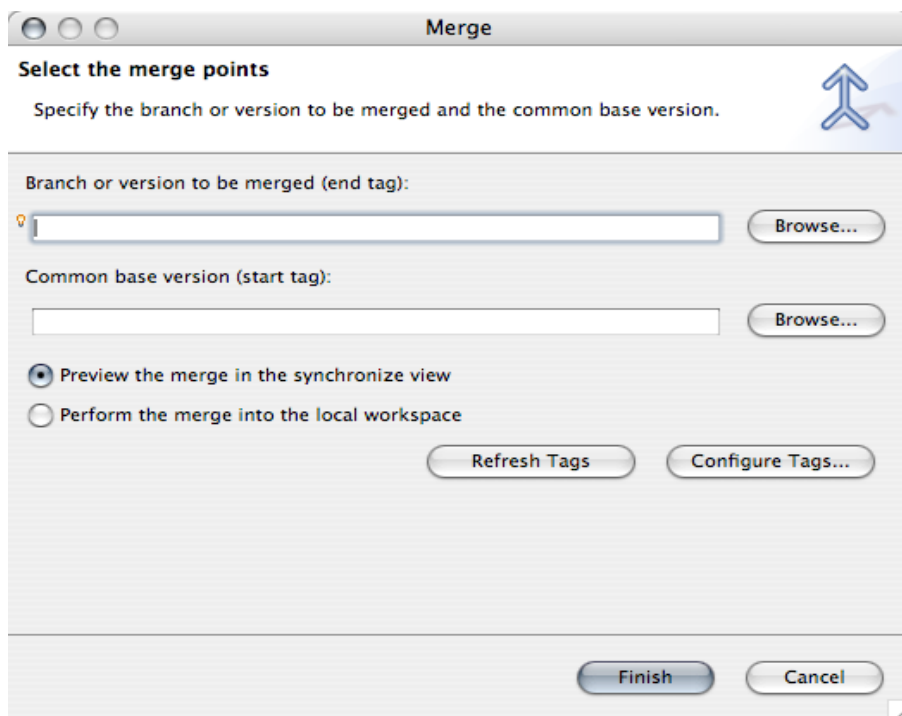 Merge
Select the merge points
Specify the branch or version to be merged and the common base version.
Branch or version to be merged (end tag):
Browse...
Common base version (start tag):
Browse...
Preview the merge in the synchronize view
Perform the merge into the local workspace
Refresh Tags Configure Tags...
Finish Cancel